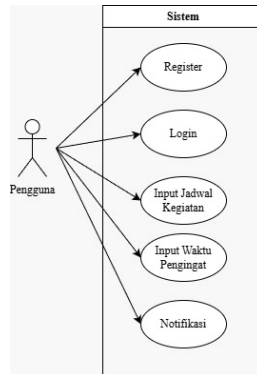 Sistem
Register
Login
Pengguna
Input Jadwal
Kegiatan
Input Waktu
Pengingat
Notifikasi